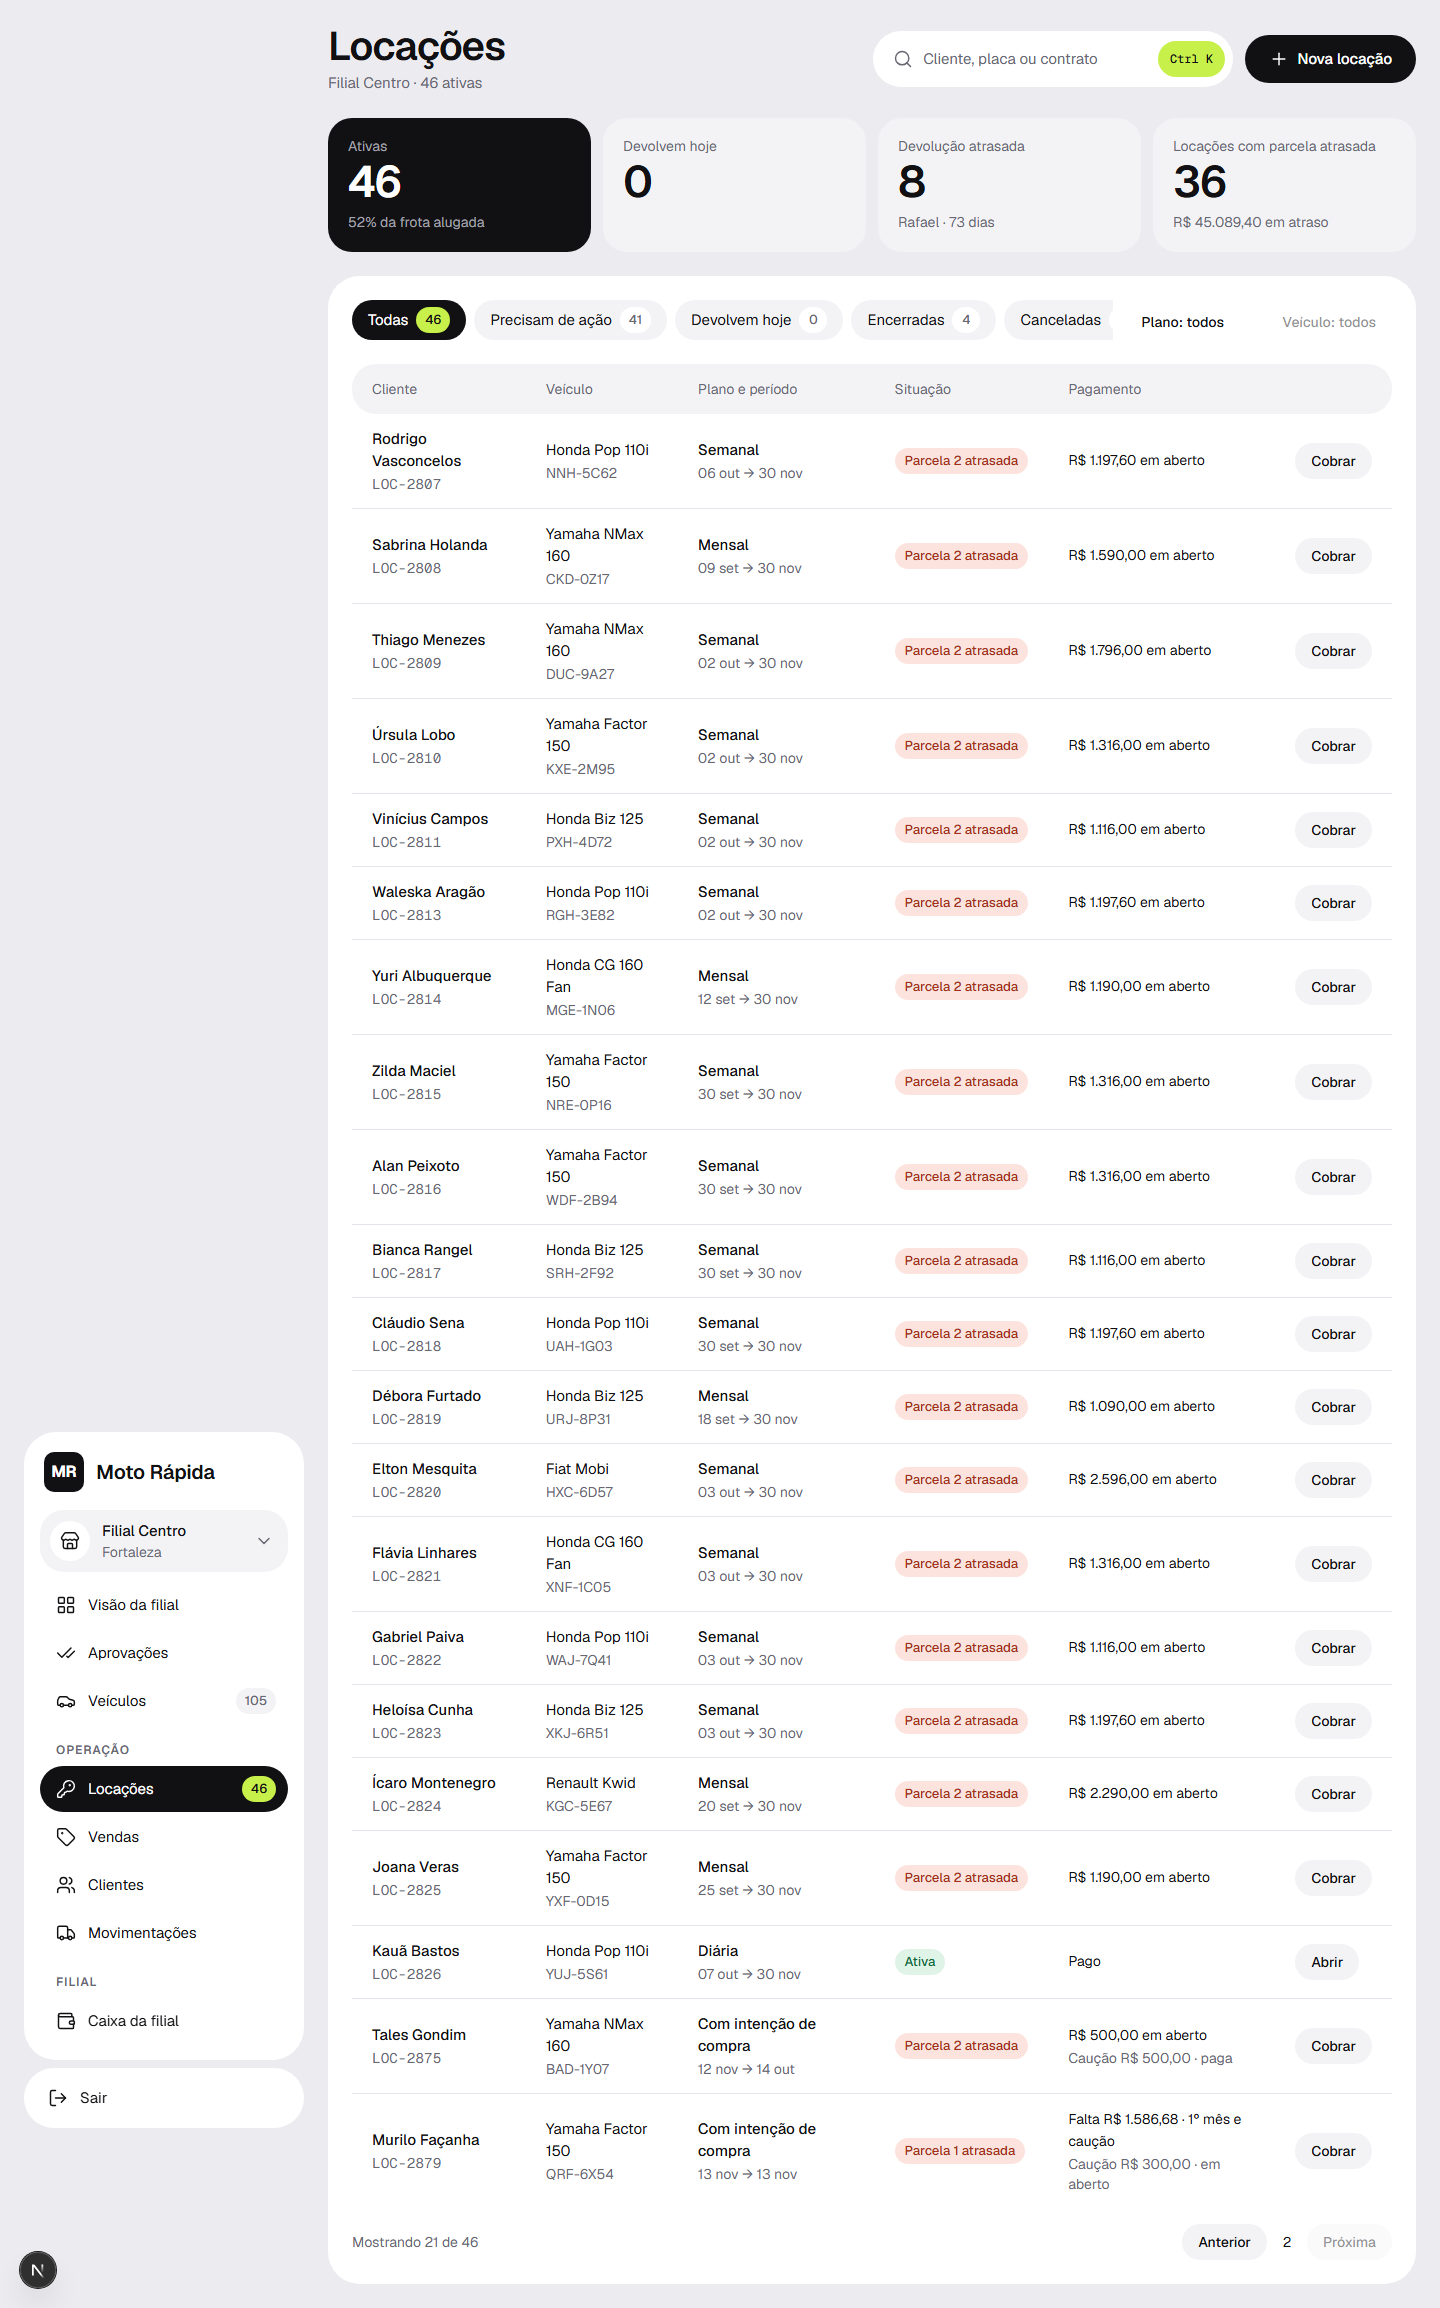 Locações
Filial Centro · 46 ativas
Cliente, placa ou contrato
Ctrl K
Nova locação
Ativas
46
52% da frota alugada
Devolvem hoje
0
Devolução atrasada
8
Rafael · 73 dias
Locações com parcela atrasada
36
R$ 45.089,40 em atraso
Todas 46
Precisam de ação 41
Devolvem hoje 0
Encerradas 4
Canceladas
Plano: todos
Veículo: todos
Cliente Veículo Plano e período Situação Pagamento
Rodrigo
Vasconcelos
LOC-2807
Honda Pop 110i
NNH-5C62
Semanal
06 out → 30 nov
Parcela 2 atrasada
R$ 1.197,60 em aberto
Cobrar
Sabrina Holanda
LOC-2808
Yamaha NMax
160
CKD-0Z17
Mensal
09 set → 30 nov
Parcela 2 atrasada
R$ 1.590,00 em aberto
Cobrar
Thiago Menezes
LOC-2809
Yamaha NMax
160
DUC-9A27
Semanal
02 out → 30 nov
Parcela 2 atrasada
R$ 1.796,00 em aberto
Cobrar
Úrsula Lobo
LOC-2810
Yamaha Factor
150
KXE-2M95
Semanal
02 out → 30 nov
Parcela 2 atrasada
R$ 1.316,00 em aberto
Cobrar
Vinícius Campos
LOC-2811
Honda Biz 125
PXH-4D72
Semanal
02 out → 30 nov
Parcela 2 atrasada
R$ 1.116,00 em aberto
Cobrar
Waleska Aragão
LOC-2813
Honda Pop 110i
RGH-3E82
Semanal
02 out → 30 nov
Parcela 2 atrasada
R$ 1.197,60 em aberto
Cobrar
Yuri Albuquerque
LOC-2814
Honda CG 160
Fan
MGE-1N06
Mensal
12 set → 30 nov
Parcela 2 atrasada
R$ 1.190,00 em aberto
Cobrar
Zilda Maciel
LOC-2815
Yamaha Factor
150
NRE-0P16
Semanal
30 set → 30 nov
Parcela 2 atrasada
R$ 1.316,00 em aberto
Cobrar
Alan Peixoto
LOC-2816
Yamaha Factor
150
WDF-2B94
Semanal
30 set → 30 nov
Parcela 2 atrasada
R$ 1.316,00 em aberto
Cobrar
Bianca Rangel
LOC-2817
Honda Biz 125
SRH-2F92
Semanal
30 set → 30 nov
Parcela 2 atrasada
R$ 1.116,00 em aberto
Cobrar
Cláudio Sena
LOC-2818
Honda Pop 110i
UAH-1G03
Semanal
30 set → 30 nov
Parcela 2 atrasada
R$ 1.197,60 em aberto
Cobrar
Débora Furtado
LOC-2819
Honda Biz 125
URJ-8P31
Mensal
18 set → 30 nov
Parcela 2 atrasada
R$ 1.090,00 em aberto
Cobrar
Elton Mesquita
LOC-2820
Fiat Mobi
HXC-6D57
Semanal
03 out → 30 nov
Parcela 2 atrasada
R$ 2.596,00 em aberto
Cobrar
Flávia Linhares
LOC-2821
Honda CG 160
Fan
XNF-1C05
Semanal
03 out → 30 nov
Parcela 2 atrasada
R$ 1.316,00 em aberto
Cobrar
Gabriel Paiva
LOC-2822
Honda Pop 110i
WAJ-7Q41
Semanal
03 out → 30 nov
Parcela 2 atrasada
R$ 1.116,00 em aberto
Cobrar
Heloísa Cunha
LOC-2823
Honda Biz 125
XKJ-6R51
Semanal
03 out → 30 nov
Parcela 2 atrasada
R$ 1.197,60 em aberto
Cobrar
Ícaro Montenegro
LOC-2824
Renault Kwid
KGC-5E67
Mensal
20 set → 30 nov
Parcela 2 atrasada
R$ 2.290,00 em aberto
Cobrar
Joana Veras
LOC-2825
Yamaha Factor
150
YXF-0D15
Mensal
25 set → 30 nov
Parcela 2 atrasada
R$ 1.190,00 em aberto
Cobrar
Kauã Bastos
LOC-2826
Honda Pop 110i
YUJ-5S61
Diária
07 out → 30 nov
Ativa
Pago
Abrir
Tales Gondim
LOC-2875
Yamaha NMax
160
BAD-1Y07
Com intenção de
compra
12 nov → 14 out
Parcela 2 atrasada
R$ 500,00 em aberto
Caução R$ 500,00 · paga
Cobrar
Murilo Façanha
LOC-2879
Yamaha Factor
150
QRF-6X54
Com intenção de
compra
13 nov → 13 nov
Parcela 1 atrasada
Falta R$ 1.586,68 · 1º mês e
caução
Caução R$ 300,00 · em
aberto
Cobrar
Mostrando 21 de 46
Anterior
2
Próxima
MR
Moto Rápida
Filial Centro
Fortaleza
Visão da filial
Aprovações
Veículos 105
OPERAÇÃO
Locações 46
Vendas
Clientes
Movimentações
FILIAL
Caixa da filial
Sair
N